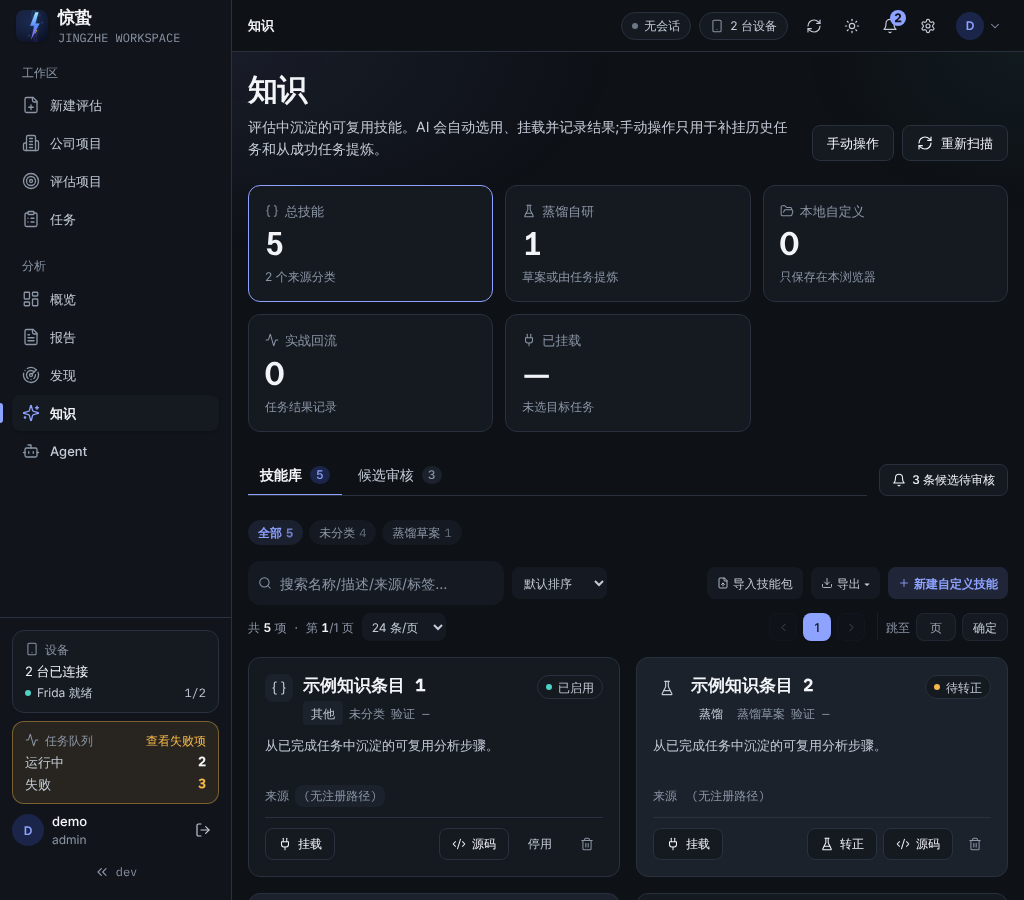 惊蛰
JINGZHE WORKSPACE
工作区
新建评估
公司项目
评估项目
任务
分析
概览
报告
发现
知识
Agent
设备
2 台已连接
Frida 就绪 1/2
任务队列 查看失败项
运行中 2
失败 3
D
demo
admin
dev
知识
无会话
2 台设备
2
D
知识
评估中沉淀的可复用技能。AI 会自动选用、挂载并记录结果;手动操作只用于补挂历史任
务和从成功任务提炼。
手动操作
重新扫描
总技能
5
2 个来源分类
蒸馏自研
1
草案或由任务提炼
本地自定义
0
只保存在本浏览器
实战回流
0
任务结果记录
已挂载
—
未选目标任务
技能库 5
候选审核 3
3 条候选待审核
全部 5
未分类 4
蒸馏草案 1
搜索名称/描述/来源/标签...
默认排序
导入技能包
导出
+ 新建自定义技能
共 5 项 · 第 1/1 页
24 条/页
1
跳至
页
确定
示例知识条目 1
已启用
其他 未分类 验证 —
从已完成任务中沉淀的可复用分析步骤。
来源 (无注册路径)
挂载
源码
停用
示例知识条目 2
待转正
蒸馏 蒸馏草案 验证 —
从已完成任务中沉淀的可复用分析步骤。
来源 (无注册路径)
挂载
转正
源码